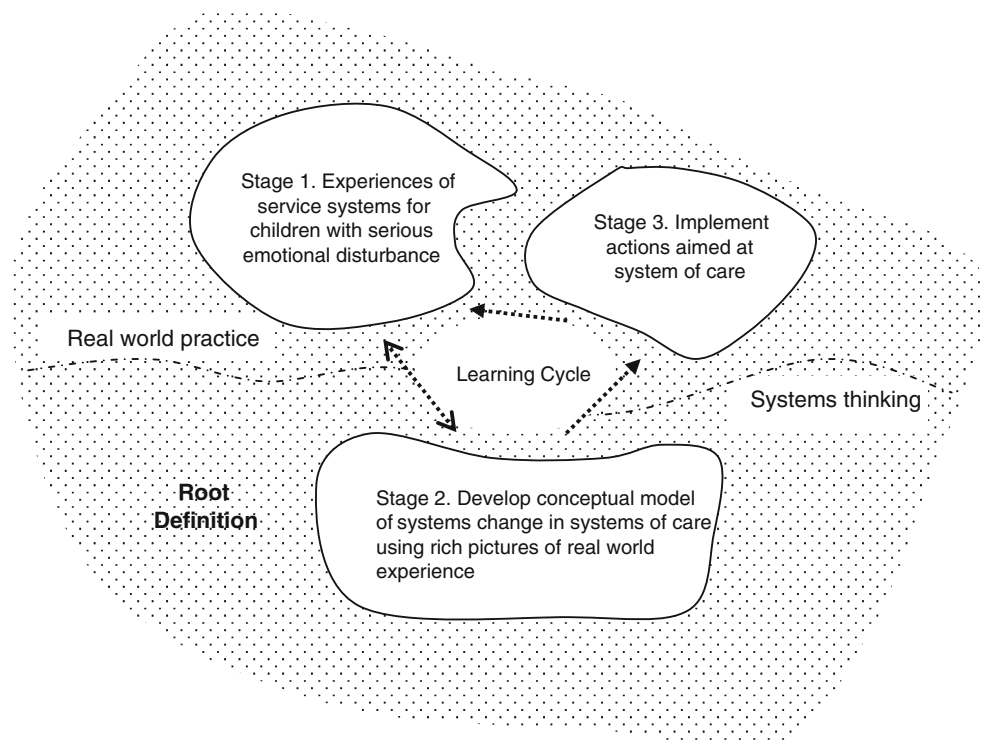 Stage 1. Experiences of
service systems for
children with serious
emotional disturbance
Stage 3. Implement
actions aimed at
system of care
Real world practice
Learning Cycle
Systems thinking
Root
Definition
Stage 2. Develop conceptual model
of systems change in systems of care
using rich pictures of real world
experience